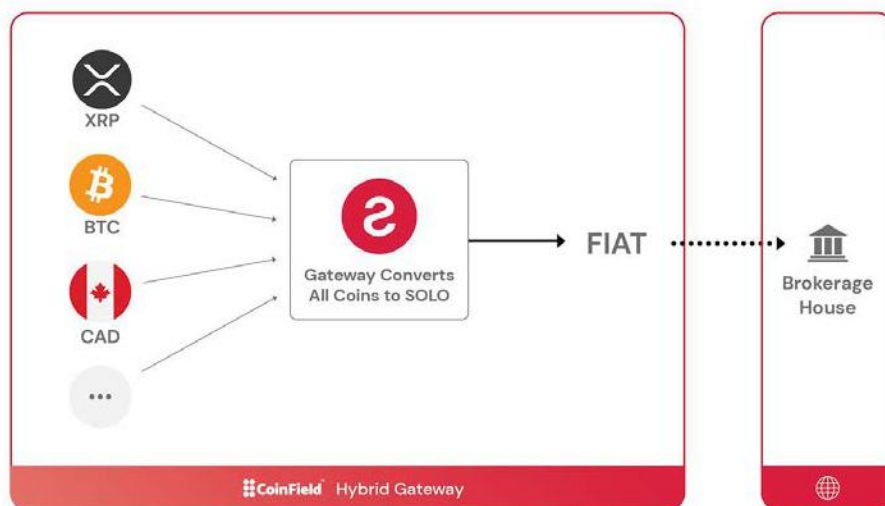 XRP
BTC
CAD
Gateway Converts
All Coins to SOLO
FIAT
Brokerage
House
CoinField Hybrid Gateway